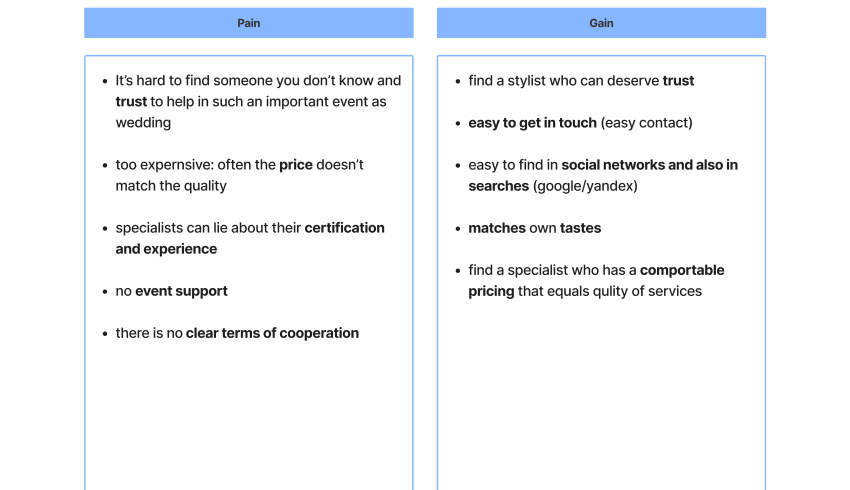 Pain
Gain
• It's hard to find someone you don't know and
trust to help in such an important event as
wedding
• too expernsive: often the price doesn't
match the quality
• specialists can lie about their certification
and experience
• no event support
• there is no clear terms of cooperation
• find a stylist who can deserve trust
• easy to get in touch (easy contact)
• easy to find in social networks and also in
searches (google/yandex)
• matches own tastes
• find a specialist who has a comportable
pricing that equals qulity of services